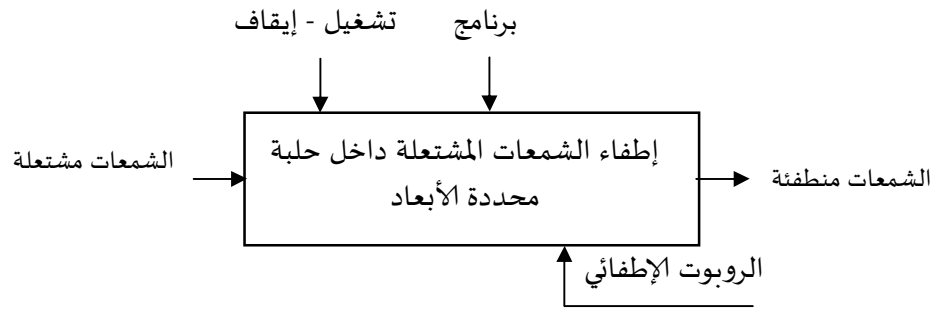 برنامج
تشغيل - إيقاف
إطفاء الشمعات المشتعلة داخل حلبة
محددة الأبعاد
الشمعات مشتعلة
الشمعات منطفئة
الروبوت الإطفائي